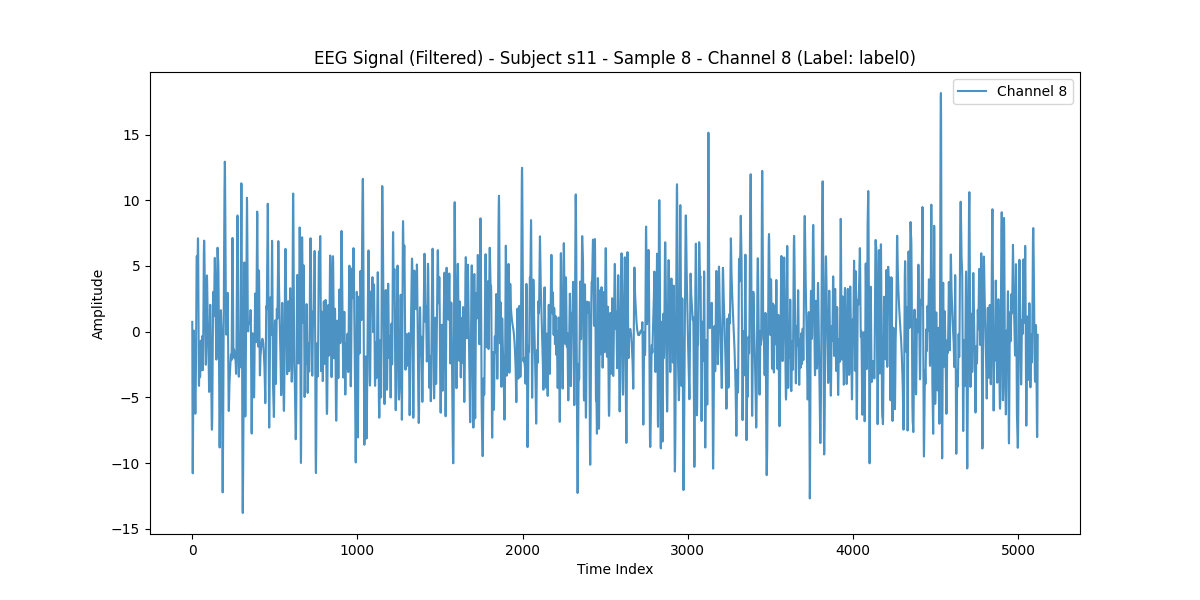 EEG Signal (Filtered) - Subject s11 - Sample 8 - Channel 8 (Label: label0)
Channel 8
15
10
5
0
−5
−10
−15
Amplitude
0 1000 2000 3000 4000 5000
Time Index